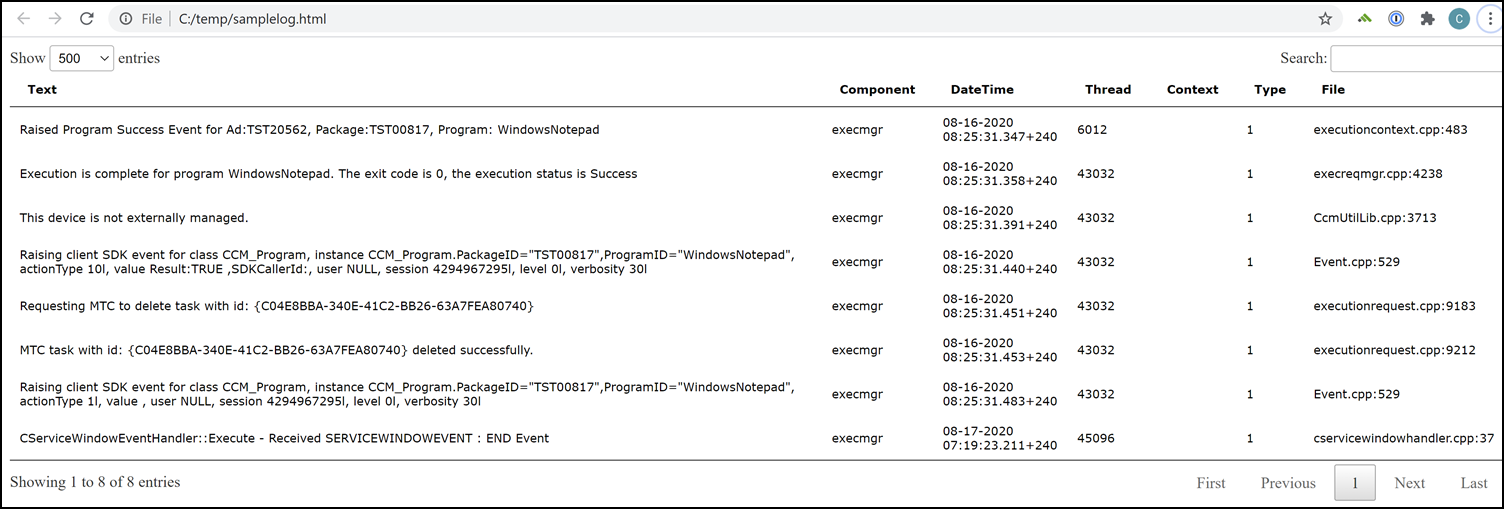 File C:/temp/samplelog.html
C
Show 500 entries Search:
Text Component DateTime Thread Context Type File
Raised Program Success Event for Ad:TST20562, Package:TST00817, Program: WindowsNotepad execmgr 08-16-2020 6012 1 executioncontext.cpp:483
08:25:31.347+240
Execution is complete for program WindowsNotepad. The exit code is 0, the execution status is Success execmgr 08-16-2020 43032 1 execreqmgr.cpp:4238
08:25:31.358+240
This device is not externally managed. execmgr 08-16-2020 43032 1 CcmUtilLib.cpp:3713
08:25:31.391+240
Raising client SDK event for class CCM_Program, instance CCM_Program.PackageID="TST00817",ProgramID="WindowsNotepad", execmgr 08-16-2020 43032 1 Event.cpp:529
actionType 10l, value Result:TRUE ,SDKCallerId:, user NULL, session 4294967295l, level 0l, verbosity 30l 08:25:31.440+240
Requesting MTC to delete task with id: {C04E8BBA-340E-41C2-BB26-63A7FEA80740} execmgr 08-16-2020 43032 1 executionrequest.cpp:9183
08:25:31.451+240
MTC task with id: {C04E8BBA-340E-41C2-BB26-63A7FEA80740} deleted successfully. execmgr 08-16-2020 43032 1 executionrequest.cpp:9212
08:25:31.453+240
Raising client SDK event for class CCM_Program, instance CCM_Program.PackageID="TST00817",ProgramID="WindowsNotepad", execmgr 08-16-2020 43032 1 Event.cpp:529
actionType 1l, value , user NULL, session 4294967295l, level 0l, verbosity 30l 08:25:31.483+240
CServiceWindowEventHandler::Execute - Received SERVICEWINDOWEVENT : END Event execmgr 08-17-2020 45096 1 cservicewindowhandler.cpp:37
07:19:23.211+240
Showing 1 to 8 of 8 entries First Previous 1 Next Last